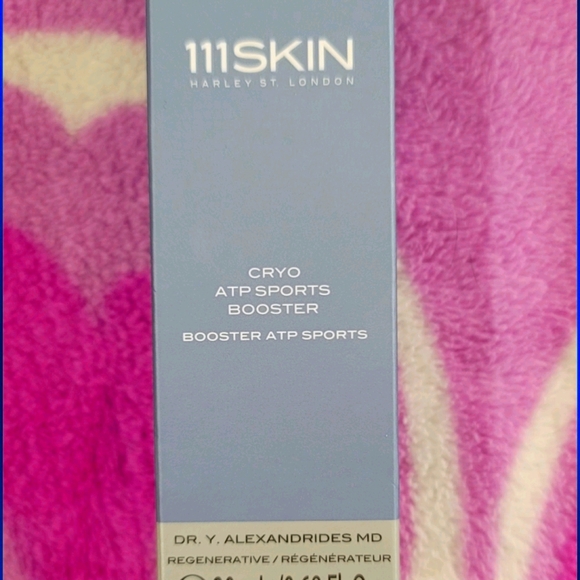 111SKIN
HARLEY ST. LONDON
CRYO
ATP SPORTS
BOOSTER
BOOSTER ATP SPORTS
DR. Y. ALEXANDRIDES MD
REGENERATIVE / RÉGÉNÉRATEUR